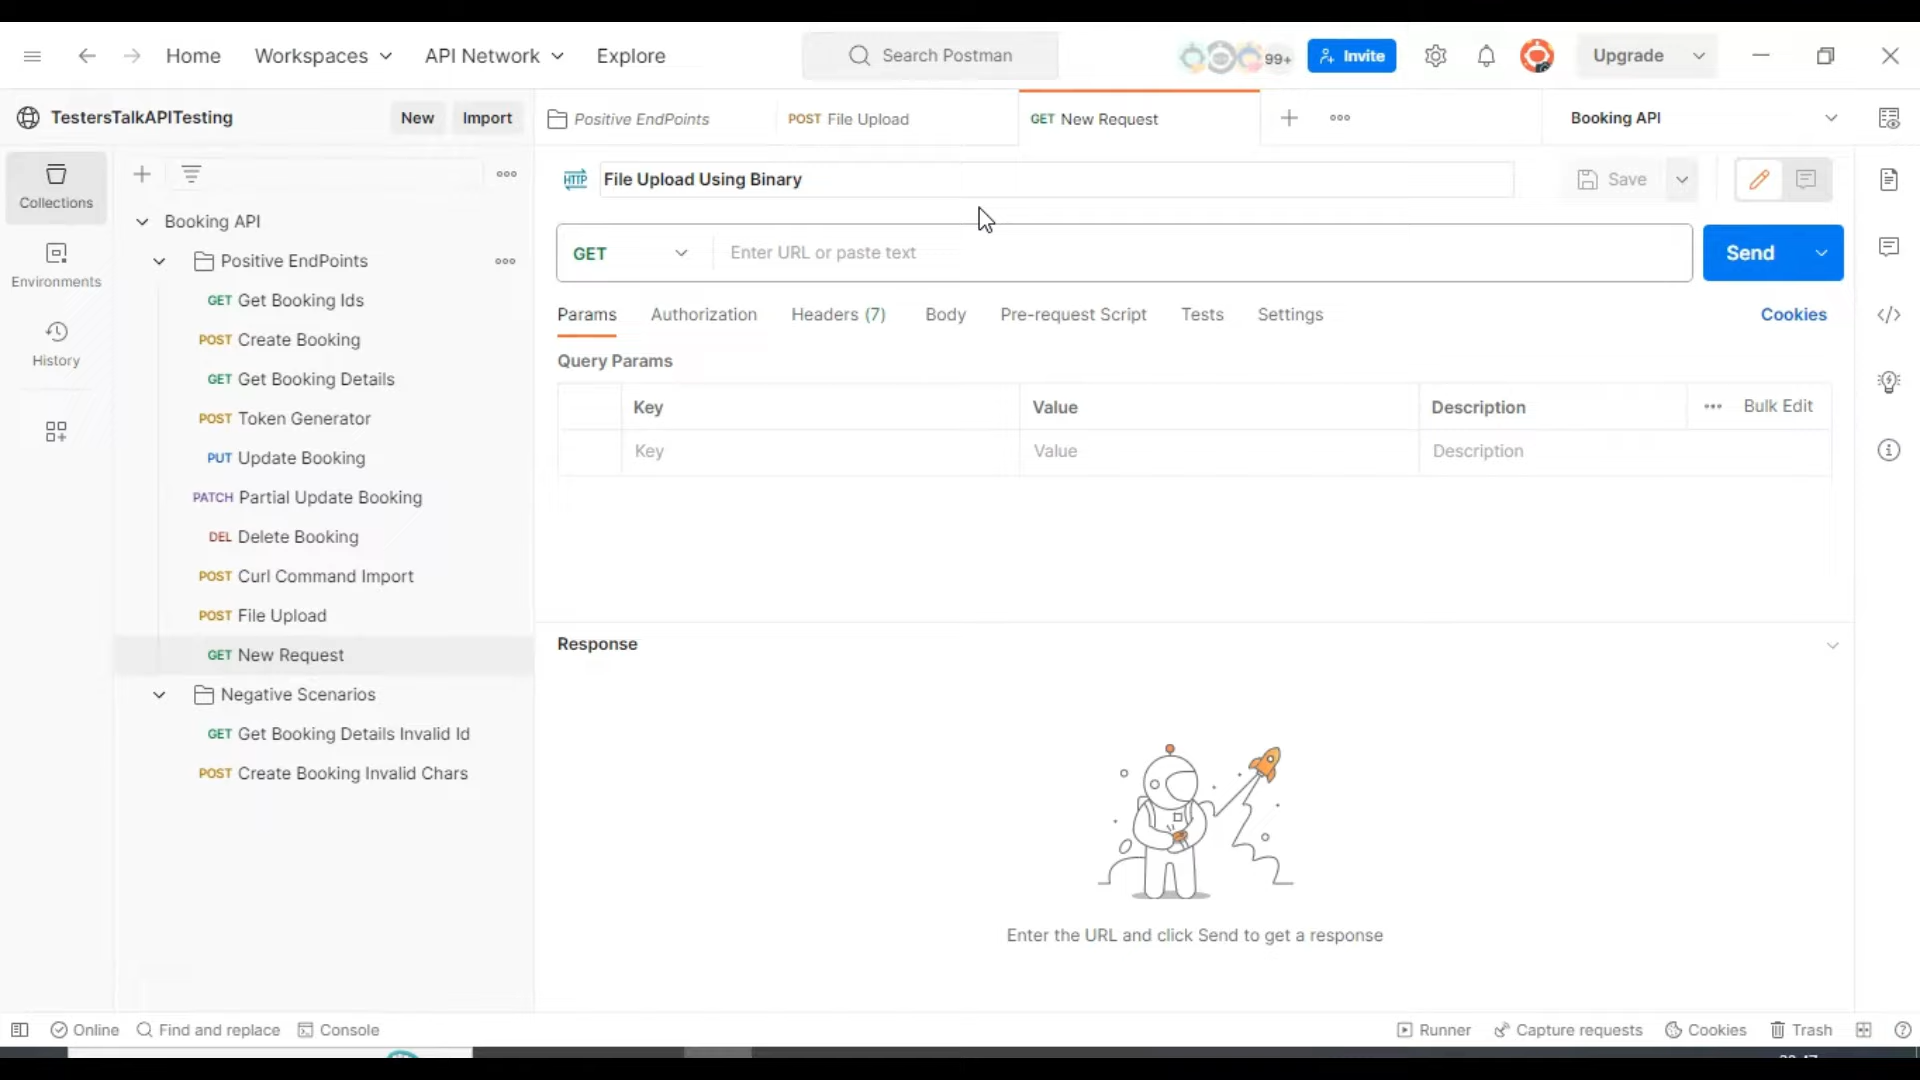 Home
Workspaces
API Network
Explore
Search Postman
99+
Invite
Upgrade
TestersTalkAPITesting
New
Import
Positive EndPoints
POST File Upload
GET New Request
Booking API
Collections
Environments
History
Booking API
Positive EndPoints
GET Get Booking Ids
POST Create Booking
GET Get Booking Details
POST Token Generator
PUT Update Booking
PATCH Partial Update Booking
DEL Delete Booking
POST Curl Command Import
POST File Upload
GET New Request
Negative Scenarios
GET Get Booking Details Invalid Id
POST Create Booking Invalid Chars
HTTP File Upload Using Binary
Save
GET
Enter URL or paste text
Send
Params
Authorization
Headers (7)
Body
Pre-request Script
Tests
Settings
Cookies
Query Params
Key
Value
Description
Bulk Edit
Key
Value
Description
Response
Enter the URL and click Send to get a response
Online
Find and replace
Console
Runner
Capture requests
Cookies
Trash